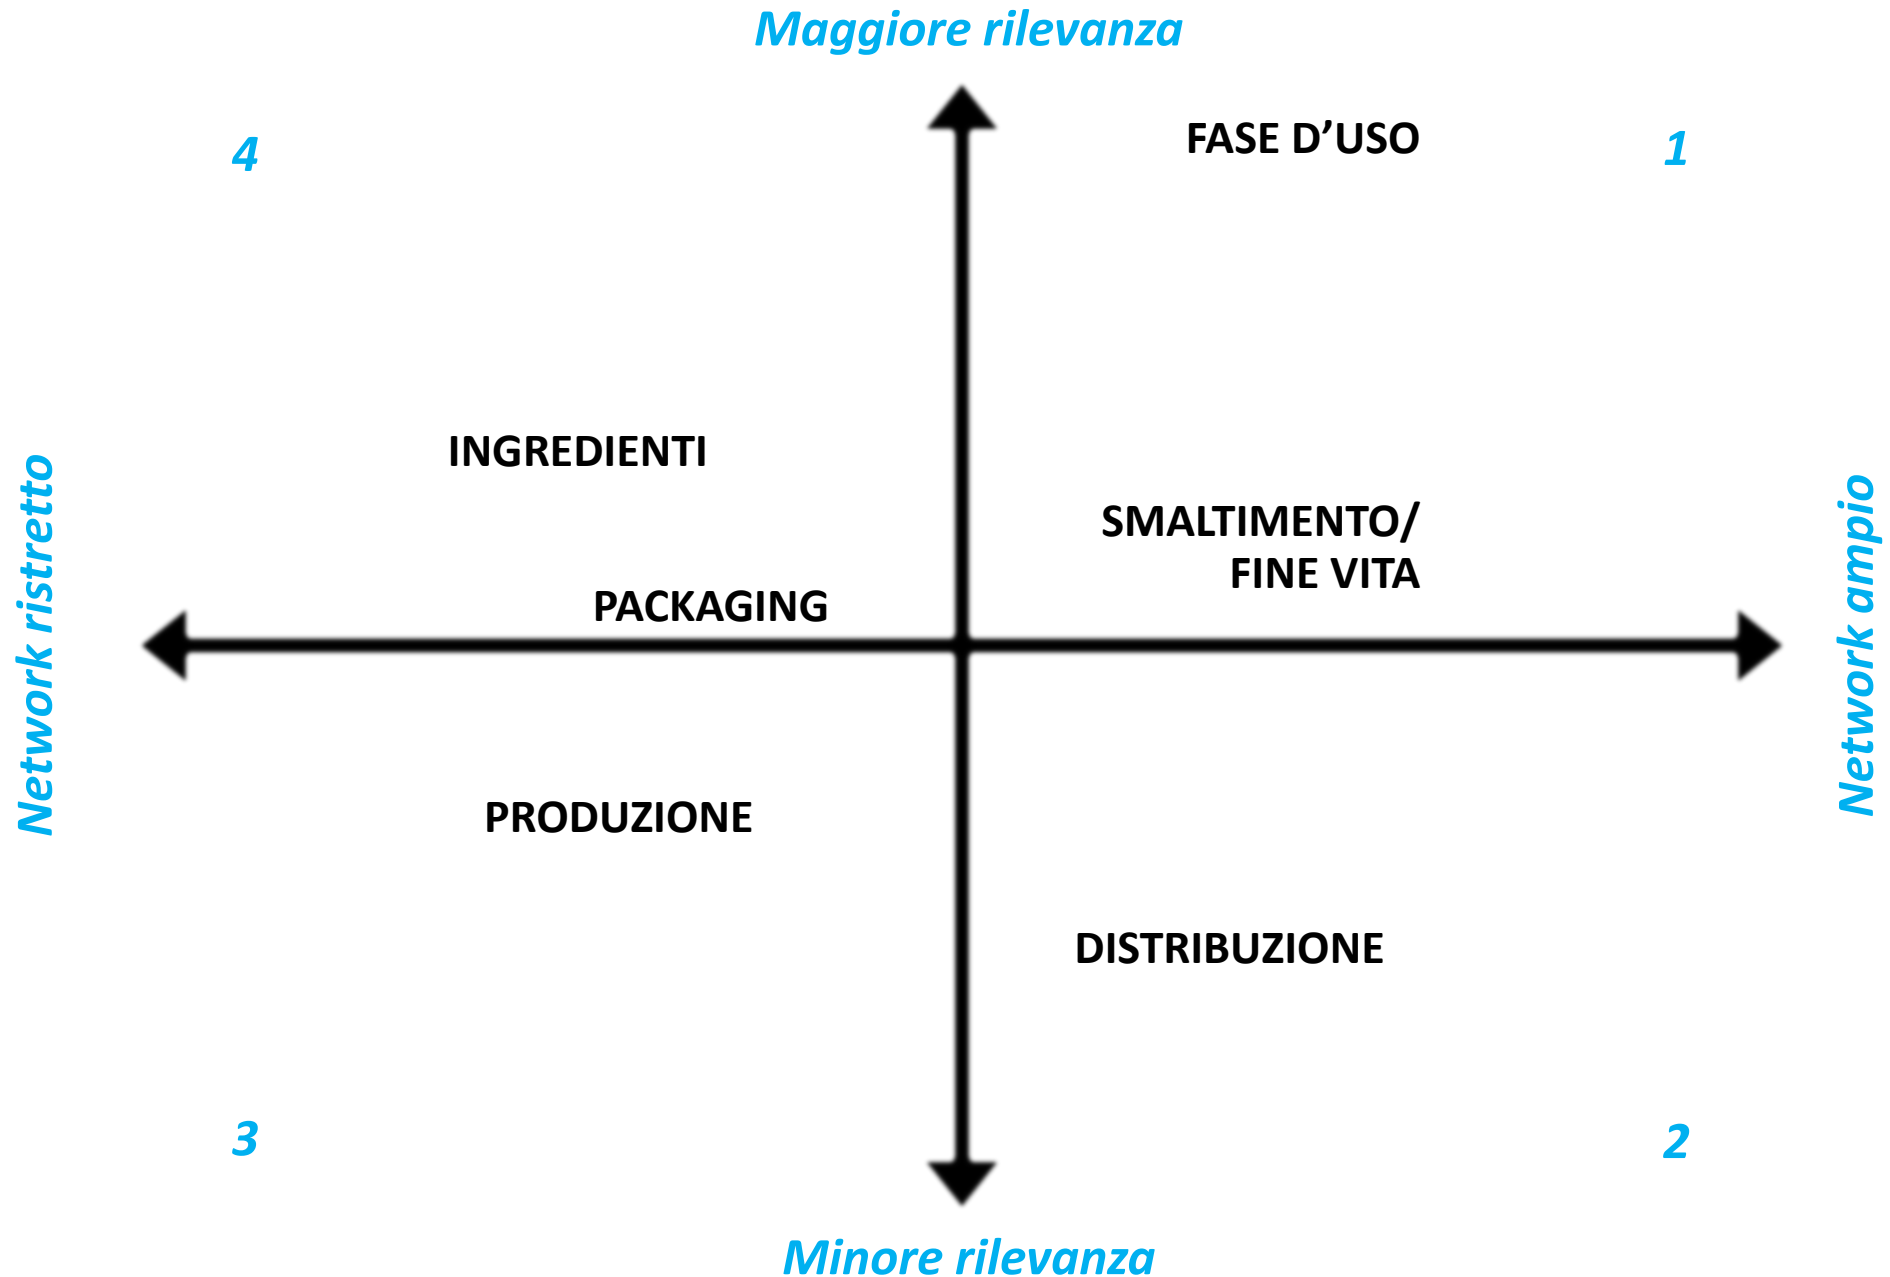 Maggiore rilevanza
4
FASE D’USO
1
INGREDIENTI
SMALTIMENTO/
FINE VITA
PACKAGING
Network ristretto
Network ampio
PRODUZIONE
DISTRIBUZIONE
3
2
Minore rilevanza